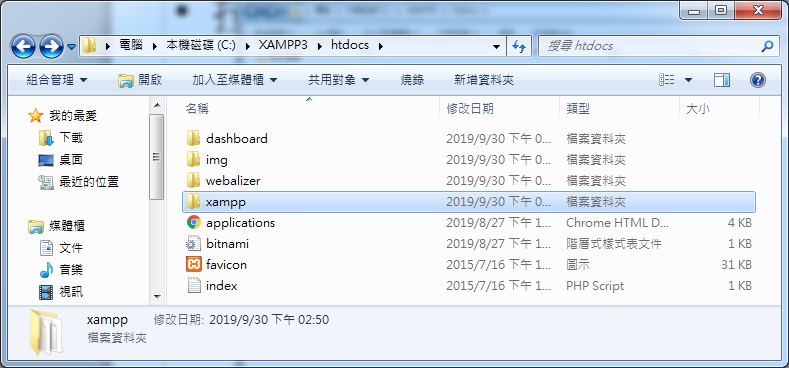 電腦 本機磁碟 (C:) XAMPP3 htdocs 搜尋 htdocs
組合管理 開啟 加入至媒體櫃 共用對象 燒錄 新增資料夾
我的最愛
下載
桌面
最近的位置
媒體櫃
文件
音樂
視訊
名稱 修改日期 類型 大小
dashboard 2019/9/30 下午 0... 檔案資料夾
img 2019/9/30 下午 0... 檔案資料夾
webalizer 2019/9/30 下午 0... 檔案資料夾
xampp 2019/9/30 下午 0... 檔案資料夾
applications 2019/8/27 下午 1... Chrome HTML D... 4 KB
bitnami 2019/8/27 下午 1... 階層式樣式表文件 1 KB
favicon 2015/7/16 下午 1... 圖示 31 KB
index 2015/7/16 下午 1... PHP Script 1 KB
xampp 修改日期: 2019/9/30 下午 02:50
檔案資料夾